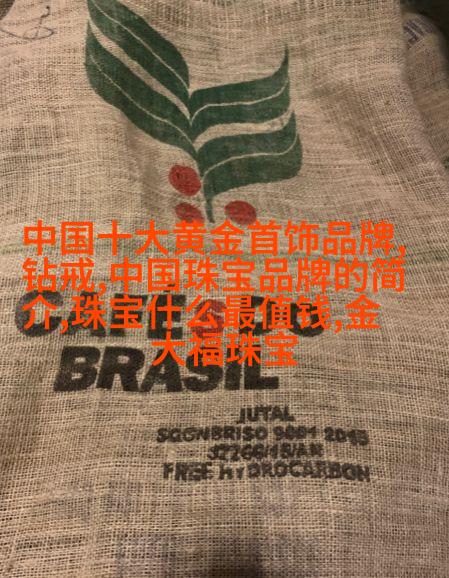 中国十大黄金首饰品牌,
钻戒,中国珠宝品牌的简
介,珠宝什么最值钱,金
大福珠宝
BRASIL
JUTAL
FREE HYDROCARBON